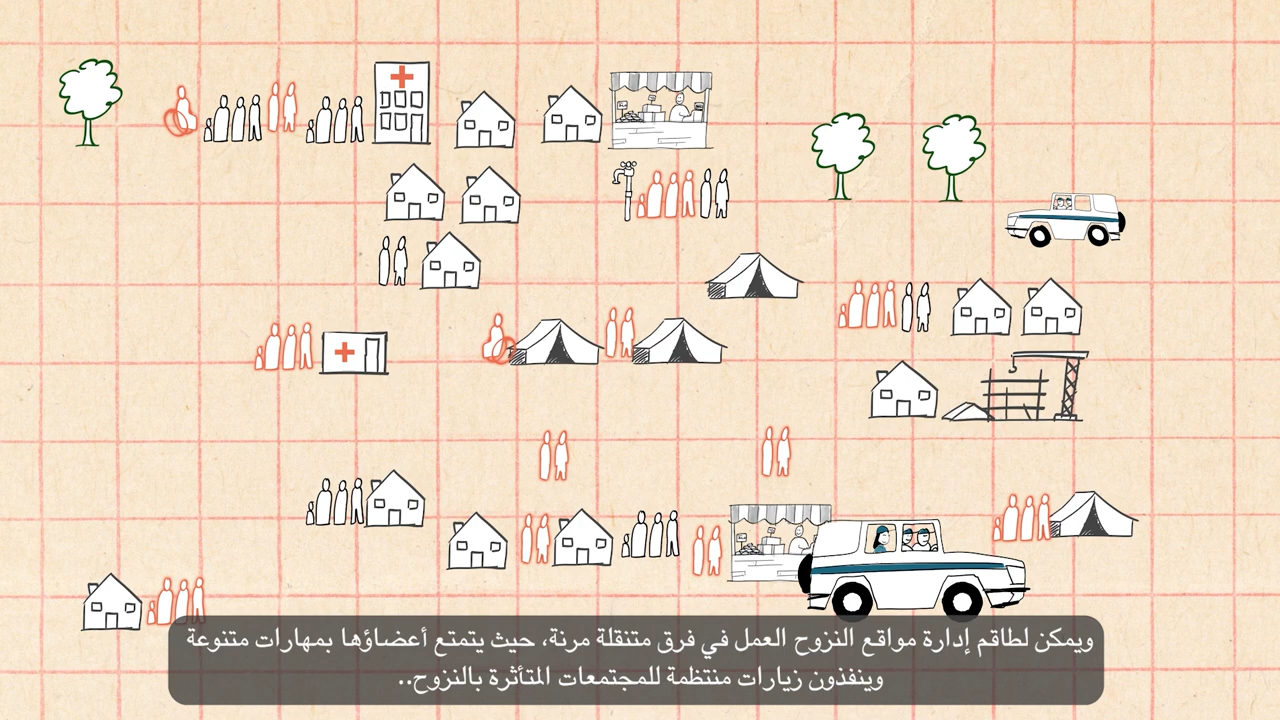 ويمكن لطاقم إدارة مواقع النزوح العمل في فرق متنقلة مرنة، حيث يتمتع أعضاؤها بمهارات متنوعة
وينفذون زيارات منتظمة للمجتمعات المتأثرة بالنزوح..